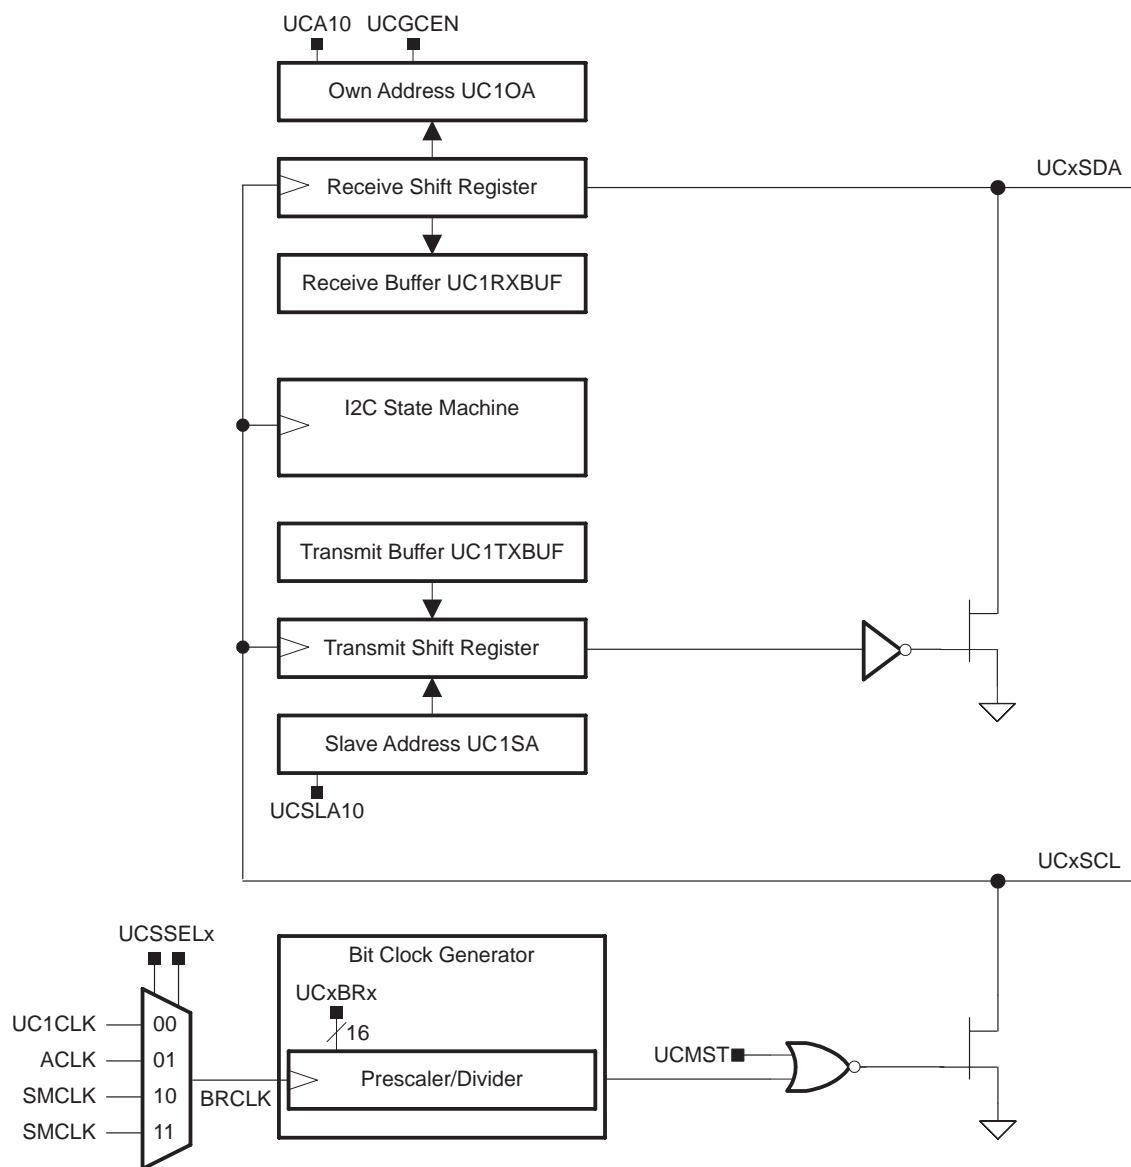 UCA10 UCGCEN
Own Address UC1OA
Receive Shift Register
UCxSDA
Receive Buffer UC1RXBUF
I2C State Machine
Transmit Buffer UC1TXBUF
Transmit Shift Register
Slave Address UC1SA
UCSLA10
UCxSCL
UCSSELx
Bit Clock Generator
UCxBRx
16
UC1CLK 00
ACLK 01
SMCLK 10
SMCLK 11
BRCLK
Prescaler/Divider
UCMST